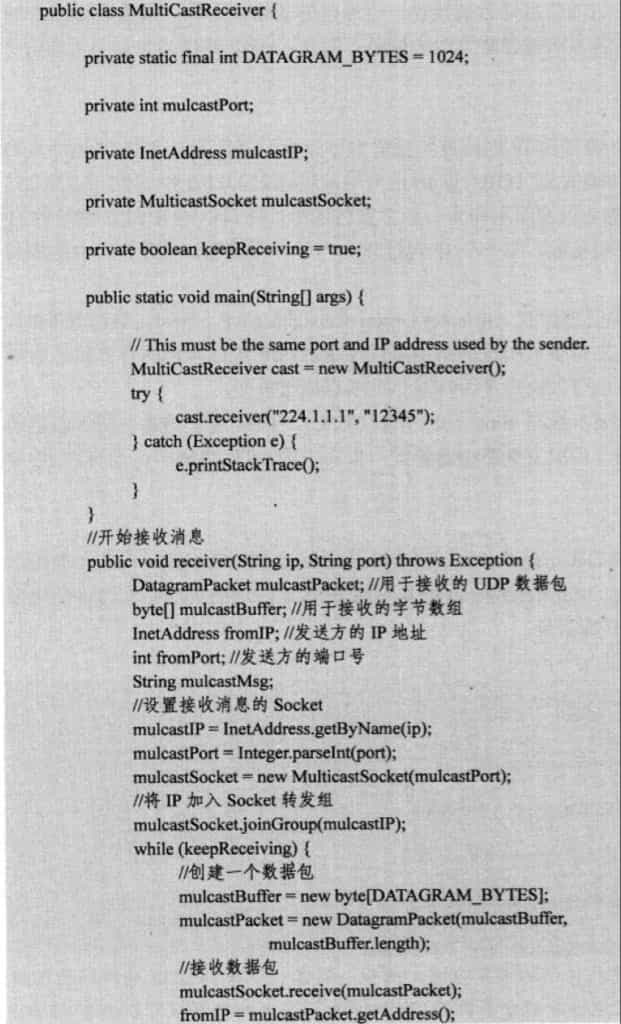 public class MultiCastReceiver {
private static final int DATAGRAM_BYTES = 1024;
private int mulcastPort;
private InetAddress mulcastIP;
private MulticastSocket mulcastSocket;
private boolean keepReceiving = true;
public static void main(String[] args) {
// This must be the same port and IP address used by the sender.
MultiCastReceiver cast = new MultiCastReceiver();
try {
cast.receiver("224.1.1.1", "12345");
} catch (Exception e) {
e.printStackTrace();
}
}
//开始接收消息
public void receiver(String ip, String port) throws Exception {
DatagramPacket mulcastPacket; //用于接收的 UDP 数据包
byte[] mulcastBuffer; //用于接收的字节数组
InetAddress fromIP; //发送方的 IP 地址
int fromPort; //发送方的端口号
String mulcastMsg;
//设置接收消息的 Socket
mulcastIP = InetAddress.getByName(ip);
mulcastPort = Integer.parseInt(port);
mulcastSocket = new MulticastSocket(mulcastPort);
//将 IP 加入 Socket 转发组
mulcastSocket.joinGroup(mulcastIP);
while (keepReceiving) {
//创建一个数据包
mulcastBuffer = new byte[DATAGRAM_BYTES];
mulcastPacket = new DatagramPacket(mulcastBuffer,
mulcastBuffer.length);
//接收数据包
mulcastSocket.receive(mulcastPacket);
fromIP = mulcastPacket.getAddress();